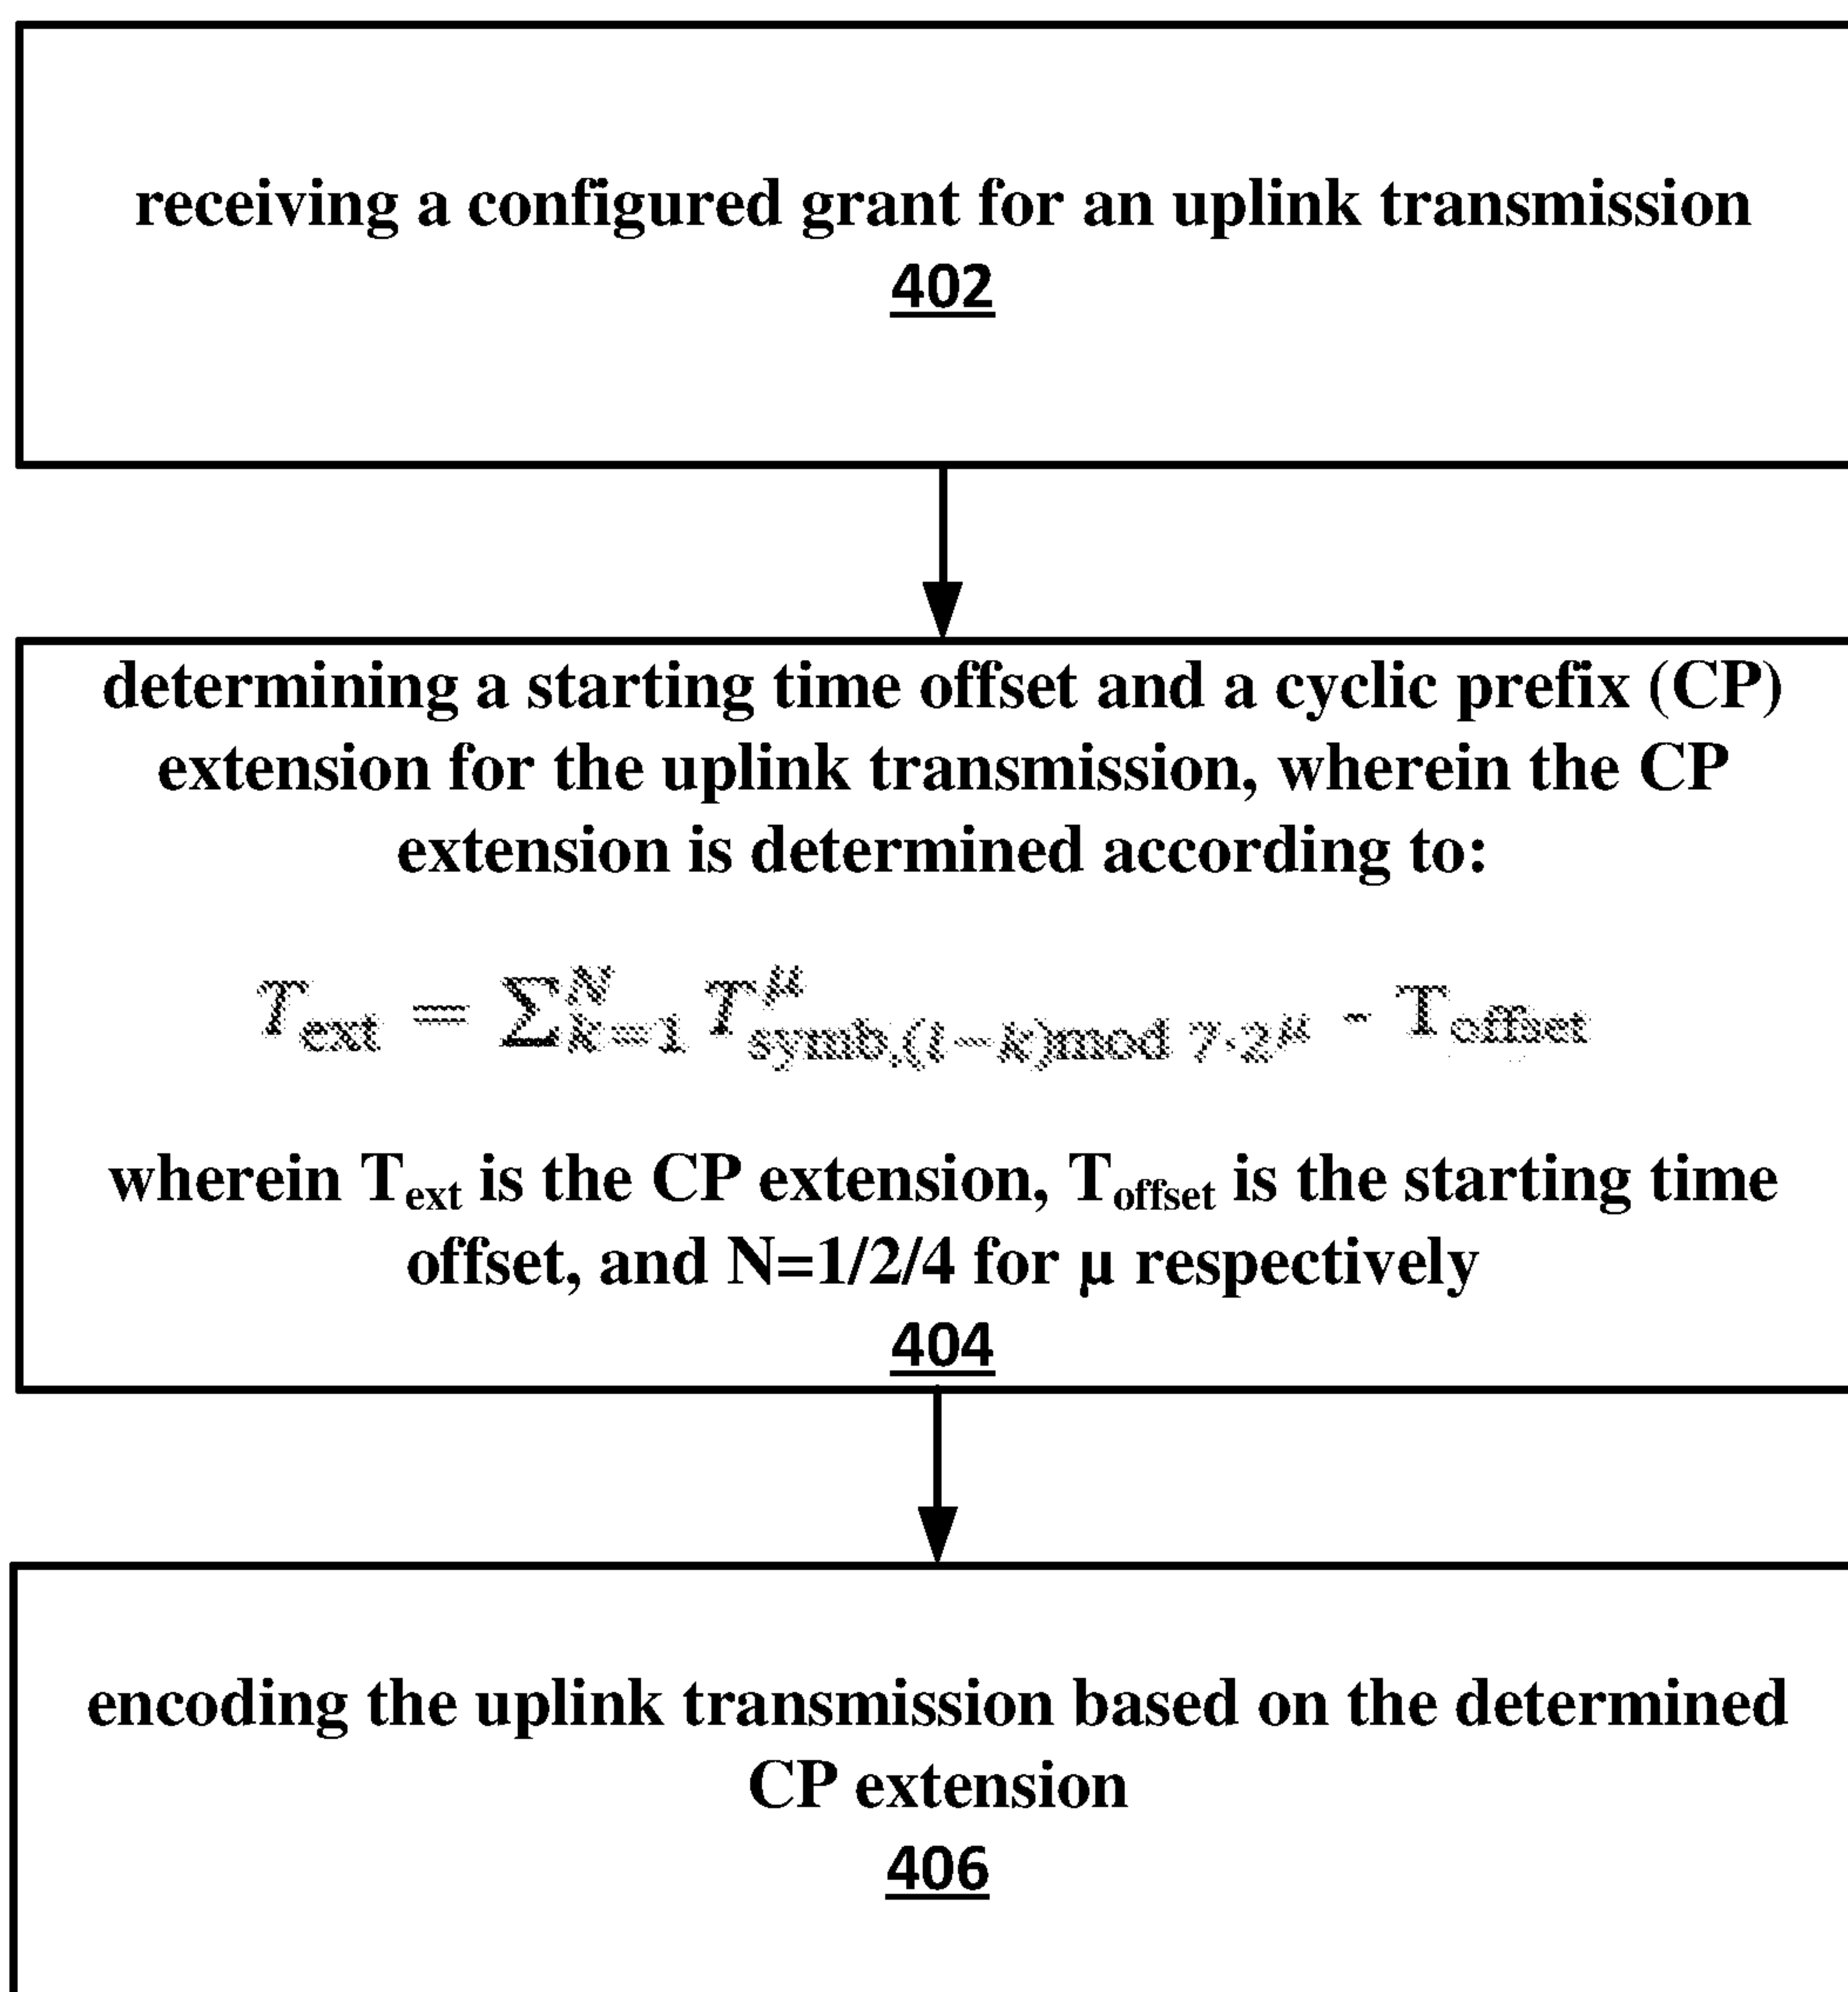 receiving a configured grant for an uplink transmission
402
determining a starting time offset and a cyclic prefix (CP)
extension for the uplink transmission, wherein the CP
extension is determined according to:
T_ext = Σ_{k=1}^{N} T^μ_{symb,(l−k)mod 7·2^μ} - T_offset
wherein T_ext is the CP extension, T_offset is the starting time
offset, and N=1/2/4 for μ respectively
404
encoding the uplink transmission based on the determined
CP extension
406